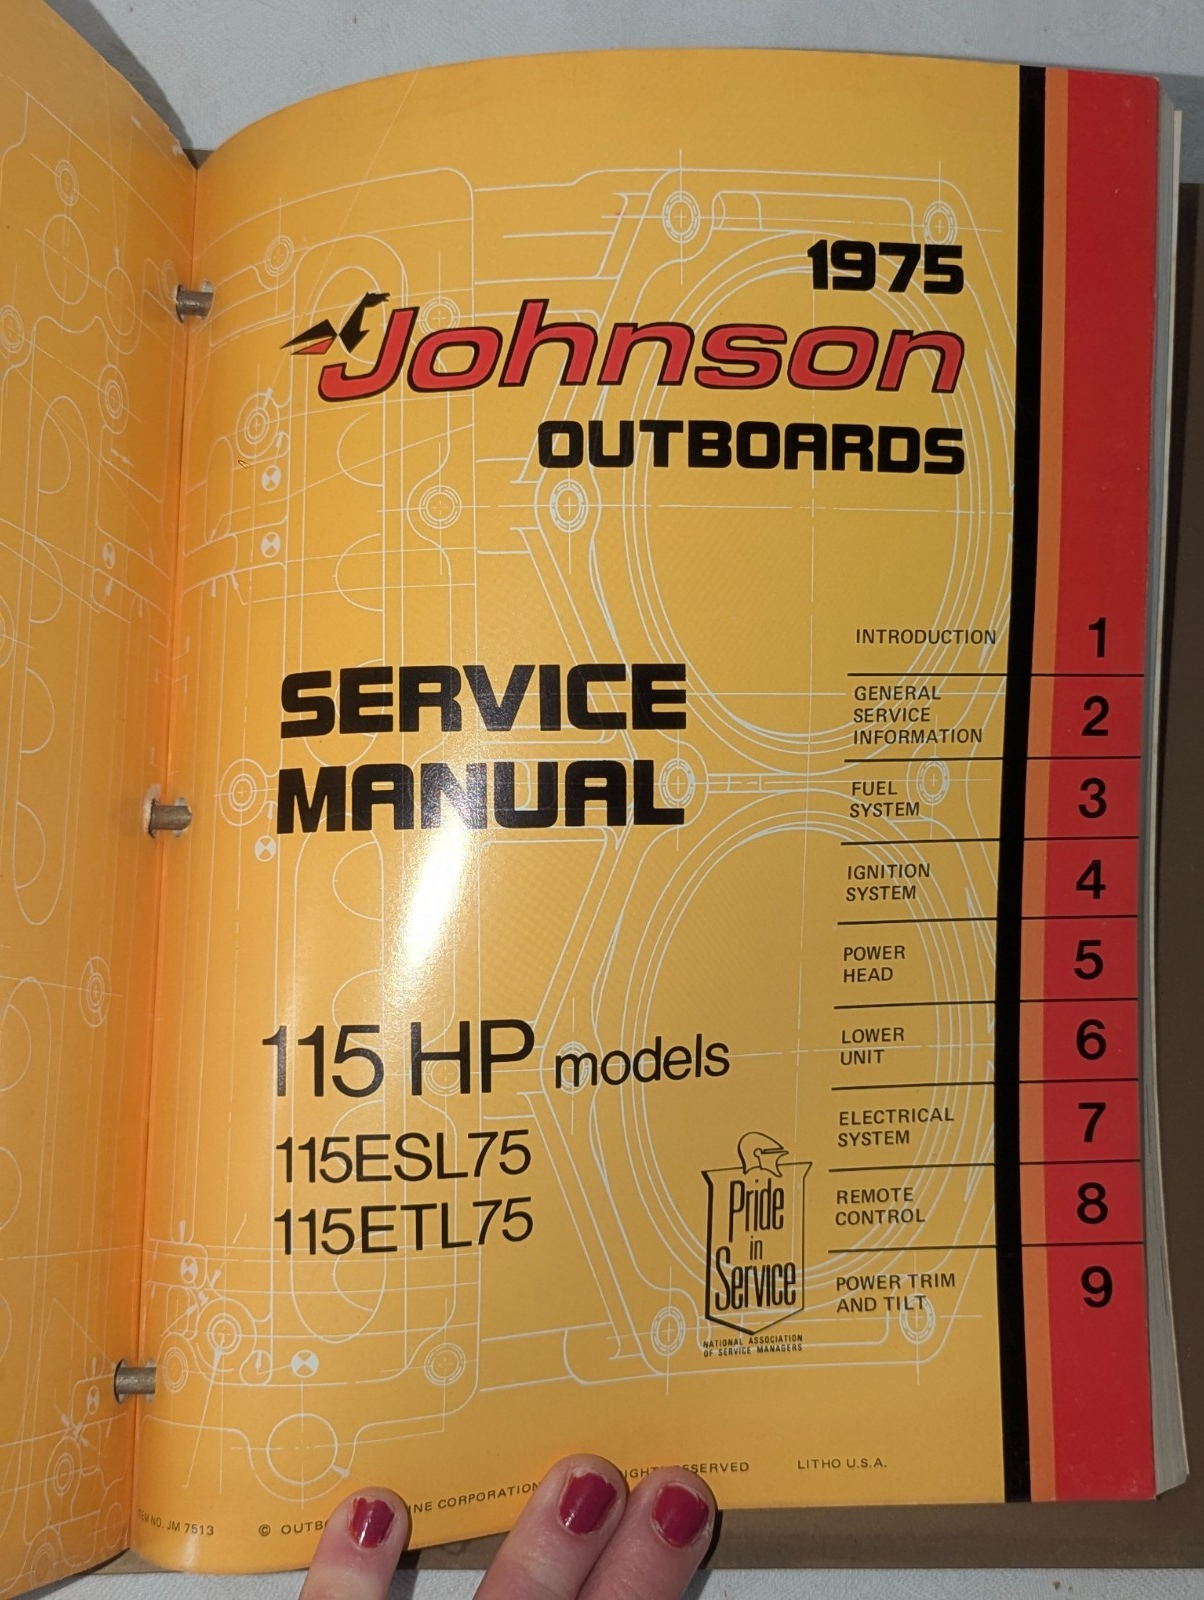 1975
Johnson
OUTBOARDS
SERVICE
MANUAL
115 HP models
115ESL75
115ETL75
INTRODUCTION 1
GENERAL
SERVICE
INFORMATION 2
FUEL
SYSTEM 3
IGNITION
SYSTEM 4
POWER
HEAD 5
LOWER
UNIT 6
ELECTRICAL
SYSTEM 7
REMOTE
CONTROL 8
POWER TRIM
AND TILT 9
Pride
in
Service
NATIONAL ASSOCIATION
OF SERVICE MANAGERS
NO. JM 7513
© CORPORATION RESERVED LITHO U.S.A.